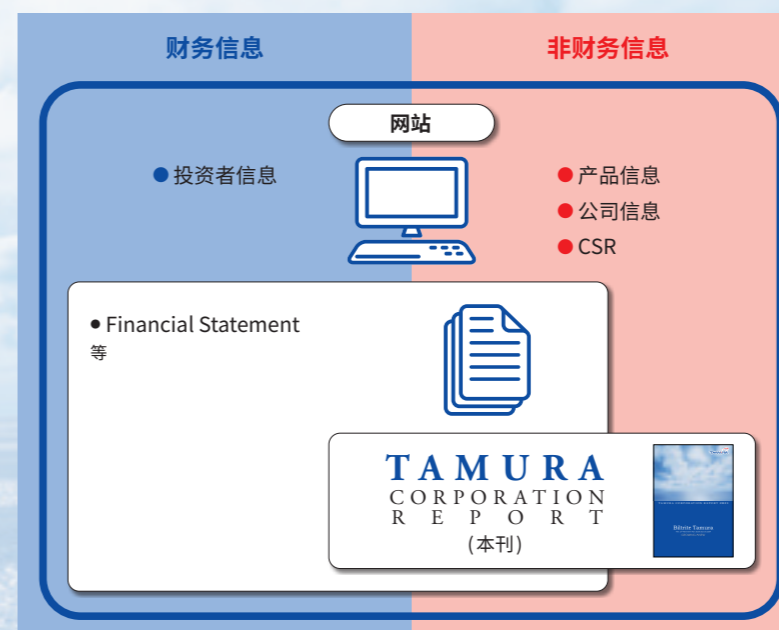 财务信息
非财务信息
网站
●投资者信息
●产品信息
●公司信息
●CSR
●Financial Statement
等
TAMURA
CORPORATION
REPORT
(本刊)